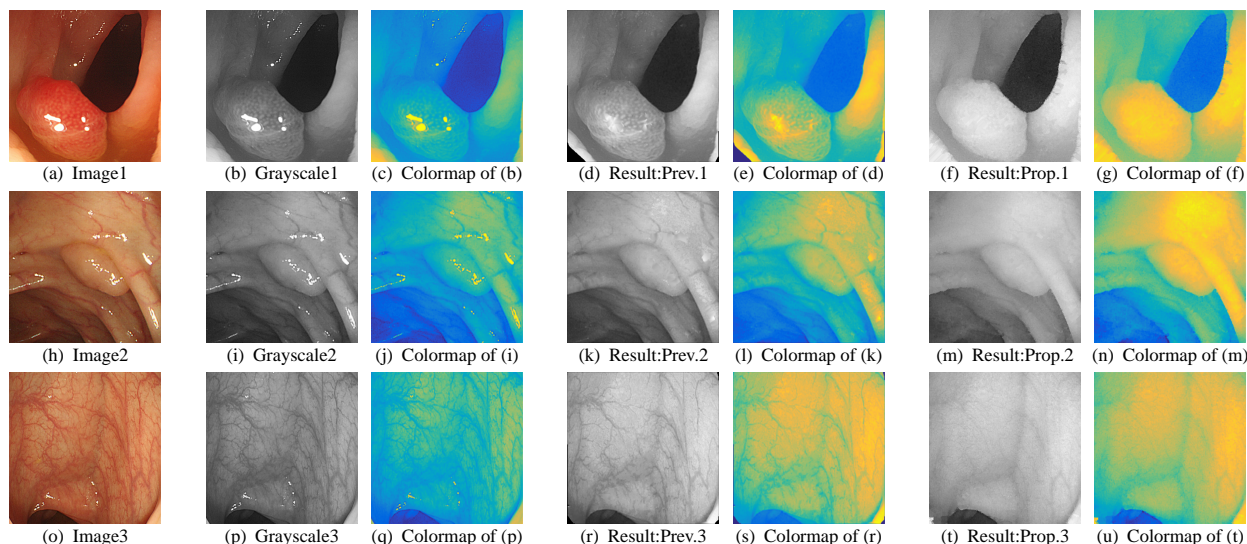 (a) Image1
(b) Grayscale1
(c) Colormap of (b)
(d) Result:Prev.1
(e) Colormap of (d)
(f) Result:Prop.1
(g) Colormap of (f)
(h) Image2
(i) Grayscale2
(j) Colormap of (i)
(k) Result:Prev.2
(l) Colormap of (k)
(m) Result:Prop.2
(n) Colormap of (m)
(o) Image3
(p) Grayscale3
(q) Colormap of (p)
(r) Result:Prev.3
(s) Colormap of (r)
(t) Result:Prop.3
(u) Colormap of (t)